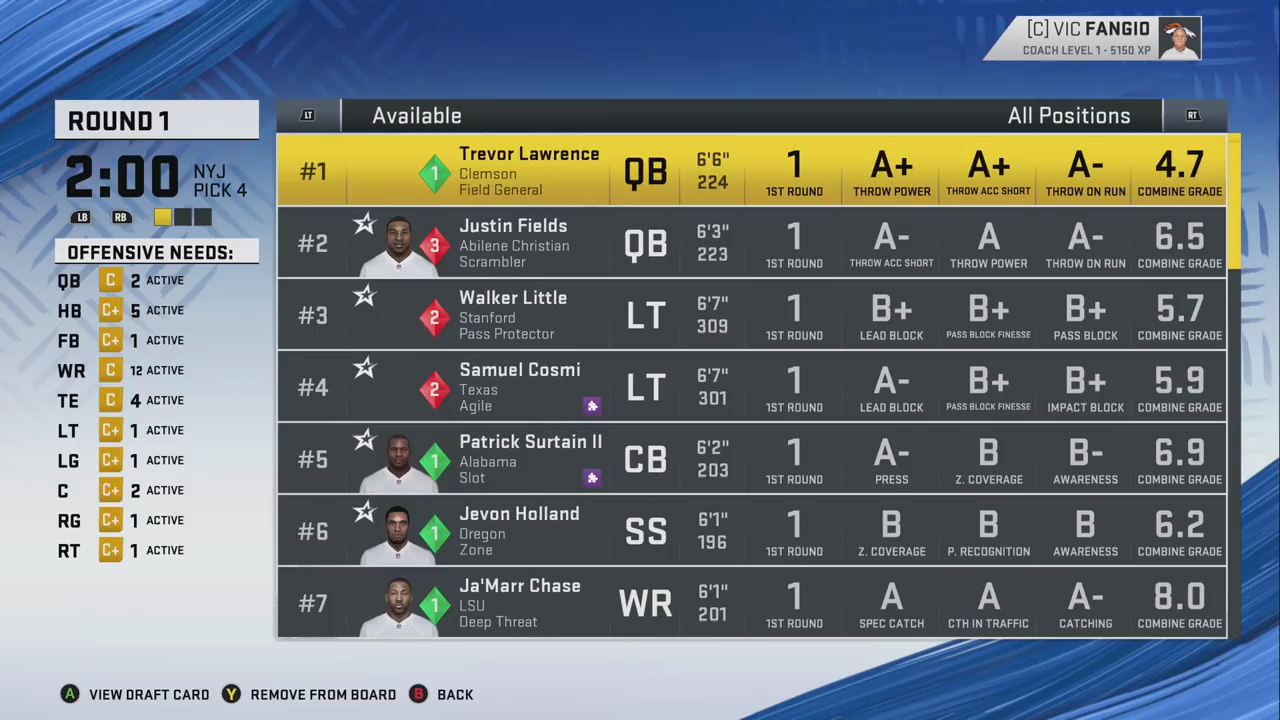 [C] VIC FANGIO
COACH LEVEL 1 - 5150 XP
ROUND 1
2:00
NYJ
PICK 4
LB RB
OFFENSIVE NEEDS:
QB C 2 ACTIVE
HB C+ 5 ACTIVE
FB C+ 1 ACTIVE
WR C 12 ACTIVE
TE C 4 ACTIVE
LT C+ 1 ACTIVE
LG C+ 1 ACTIVE
C C+ 2 ACTIVE
RG C+ 1 ACTIVE
RT C+ 1 ACTIVE
LT Available All Positions RT
#1 1 Trevor Lawrence
Clemson
Field General
QB 6'6" 224
1 1ST ROUND
A+ THROW POWER
A+ THROW ACC SHORT
A- THROW ON RUN
4.7 COMBINE GRADE
#2 3 Justin Fields
Abilene Christian
Scrambler
QB 6'3" 223
1 1ST ROUND
A- THROW ACC SHORT
A THROW POWER
A- THROW ON RUN
6.5 COMBINE GRADE
#3 2 Walker Little
Stanford
Pass Protector
LT 6'7" 309
1 1ST ROUND
B+ LEAD BLOCK
B+ PASS BLOCK FINESSE
B+ PASS BLOCK
5.7 COMBINE GRADE
#4 2 Samuel Cosmi
Texas
Agile
LT 6'7" 301
1 1ST ROUND
A- LEAD BLOCK
B+ PASS BLOCK FINESSE
B+ IMPACT BLOCK
5.9 COMBINE GRADE
#5 1 Patrick Surtain II
Alabama
Slot
CB 6'2" 203
1 1ST ROUND
A- PRESS
B Z. COVERAGE
B- AWARENESS
6.9 COMBINE GRADE
#6 1 Jevon Holland
Oregon
Zone
SS 6'1" 196
1 1ST ROUND
B Z. COVERAGE
B P. RECOGNITION
B AWARENESS
6.2 COMBINE GRADE
#7 1 Ja'Marr Chase
LSU
Deep Threat
WR 6'1" 201
1 1ST ROUND
A SPEC CATCH
A CTH IN TRAFFIC
A- CATCHING
8.0 COMBINE GRADE
A VIEW DRAFT CARD Y REMOVE FROM BOARD B BACK